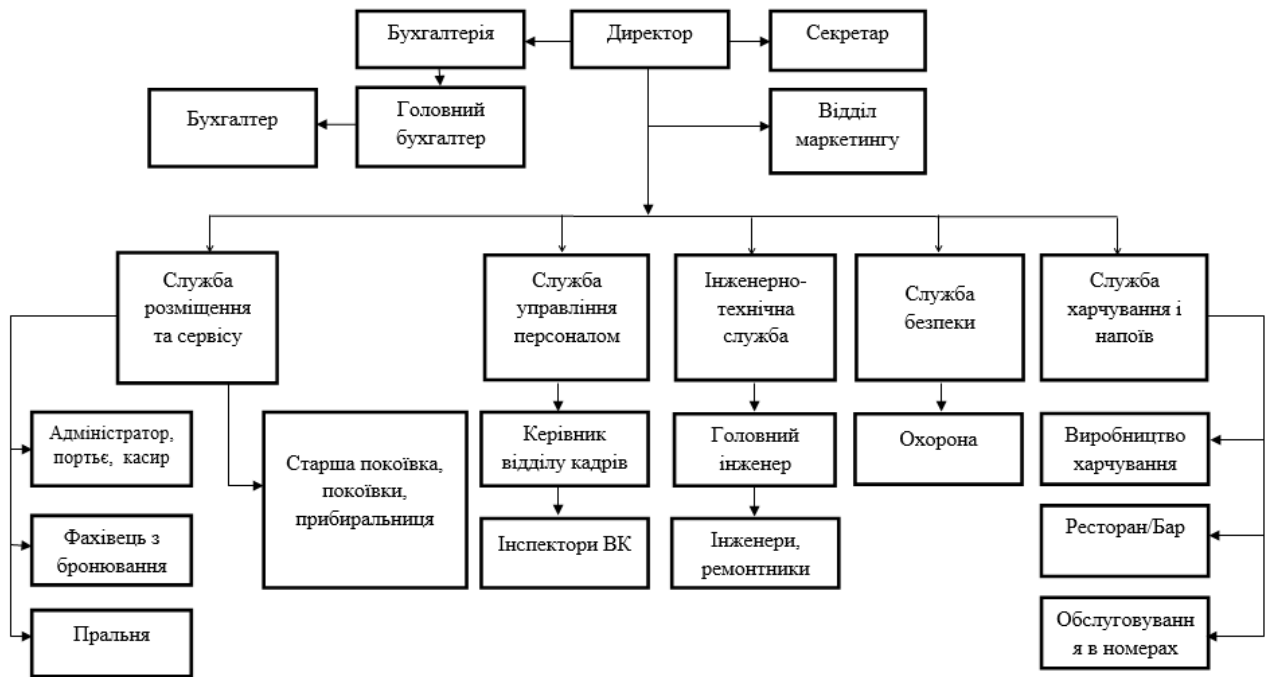 Бухгалтерія
Директор
Секретар
Бухгалтер
Головний
бухгалтер
Відділ
маркетингу
Служба
розміщення
та сервісу
Служба
управління
персоналом
Інженерно-
технічна
служба
Служба
безпеки
Служба
харчування і
напоїв
Адміністратор,
портьє, касир
Старша покоївка,
покоївки,
прибиральниця
Керівник
відділу кадрів
Головний
інженер
Охорона
Виробництво
харчування
Фахівець з
бронювання
Інспектори ВК
Інженери,
ремонтники
Ресторан/Бар
Пральня
Обслуговуванн
я в номерах